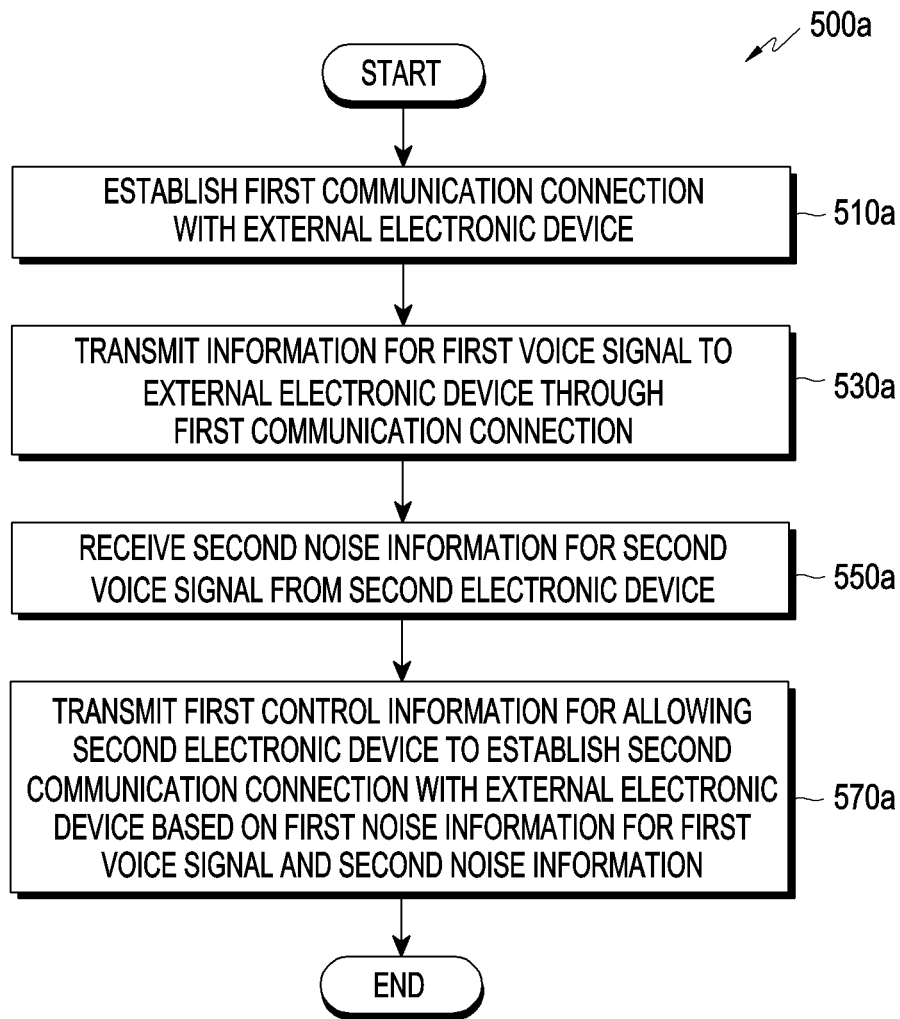 500a
START
ESTABLISH FIRST COMMUNICATION CONNECTION
WITH EXTERNAL ELECTRONIC DEVICE
510a
TRANSMIT INFORMATION FOR FIRST VOICE SIGNAL TO
EXTERNAL ELECTRONIC DEVICE THROUGH
FIRST COMMUNICATION CONNECTION
530a
RECEIVE SECOND NOISE INFORMATION FOR SECOND
VOICE SIGNAL FROM SECOND ELECTRONIC DEVICE
550a
TRANSMIT FIRST CONTROL INFORMATION FOR ALLOWING
SECOND ELECTRONIC DEVICE TO ESTABLISH SECOND
COMMUNICATION CONNECTION WITH EXTERNAL ELECTRONIC
DEVICE BASED ON FIRST NOISE INFORMATION FOR FIRST
VOICE SIGNAL AND SECOND NOISE INFORMATION
570a
END